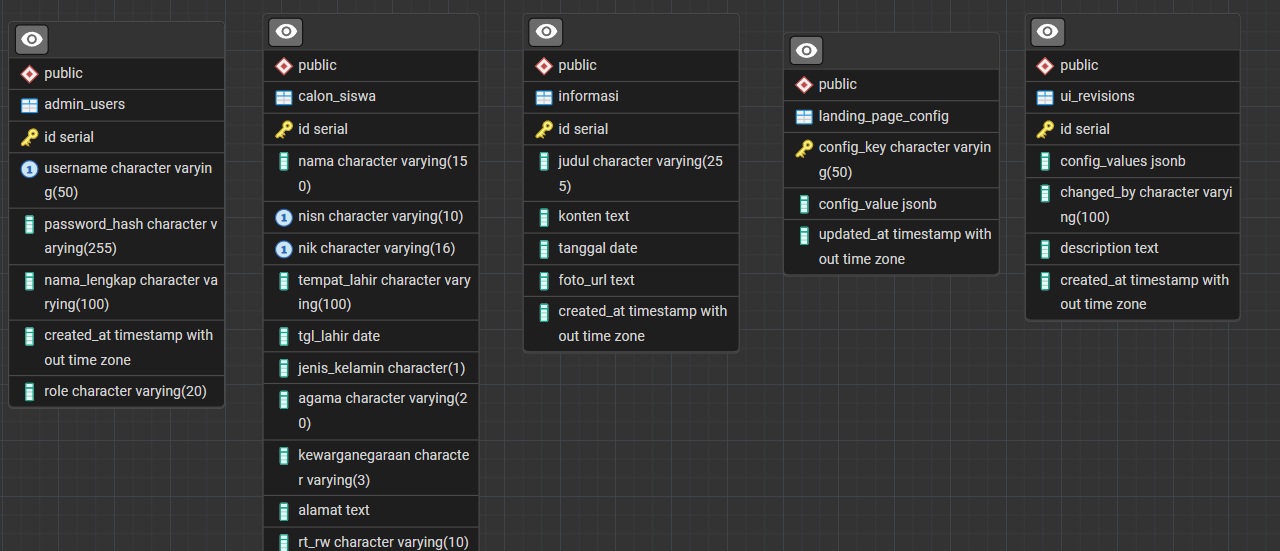 public
admin_users
id serial
username character varyin
g(50)
password_hash character v
arying(255)
nama_lengkap character va
rying(100)
created_at timestamp with
out time zone
role character varying(20)
public
calon_siswa
id serial
nama character varying(15
0)
1 nisn character varying(10)
1 nik character varying(16)
tempat_lahir character vary
ing(100)
tgl_lahir date
jenis_kelamin character(1)
agama character varying(2
0)
kewarganegaraan characte
r varying(3)
alamat text
rt_rw character varying(10)
public
informasi
id serial
judul character varying(25
5)
konten text
tanggal date
foto_url text
created_at timestamp with
out time zone
public
landing_page_config
config_key character varyin
g(50)
config_value jsonb
updated_at timestamp with
out time zone
public
ui_revisions
id serial
config_values jsonb
changed_by character varyi
ng(100)
description text
created_at timestamp with
out time zone